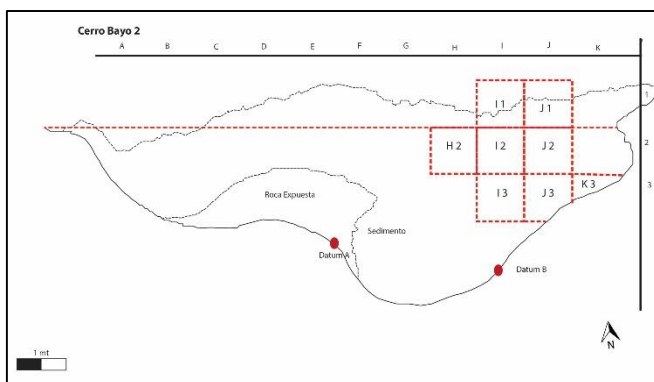 Cerro Bayo 2
A B C D E F G H I J K
I 1
J 1
1
H 2
I 2
J 2
2
I 3
J 3
K 3
3
Roca Expuesta
Sedimento
Datum A
Datum B
1 mt
N